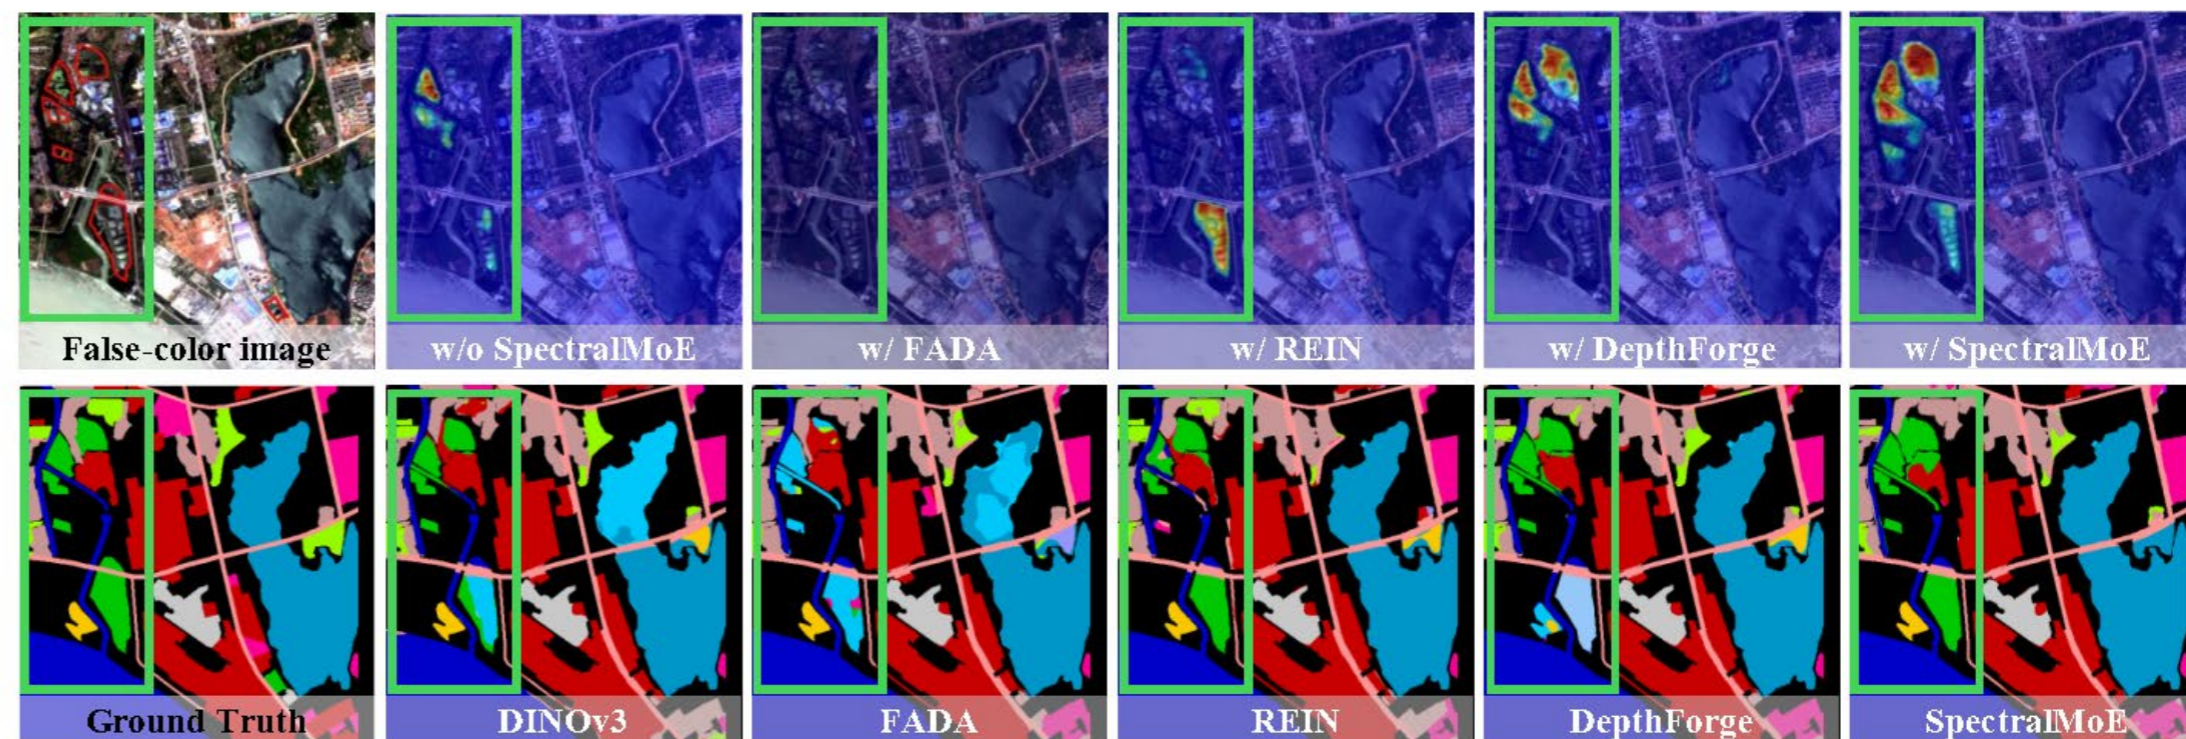 False-color image
w/o SpectralMoE
w/ FADA
w/ REIN
w/ DepthForge
w/ SpectralMoE
Ground Truth
DINOv3
FADA
REIN
DepthForge
SpectralMoE